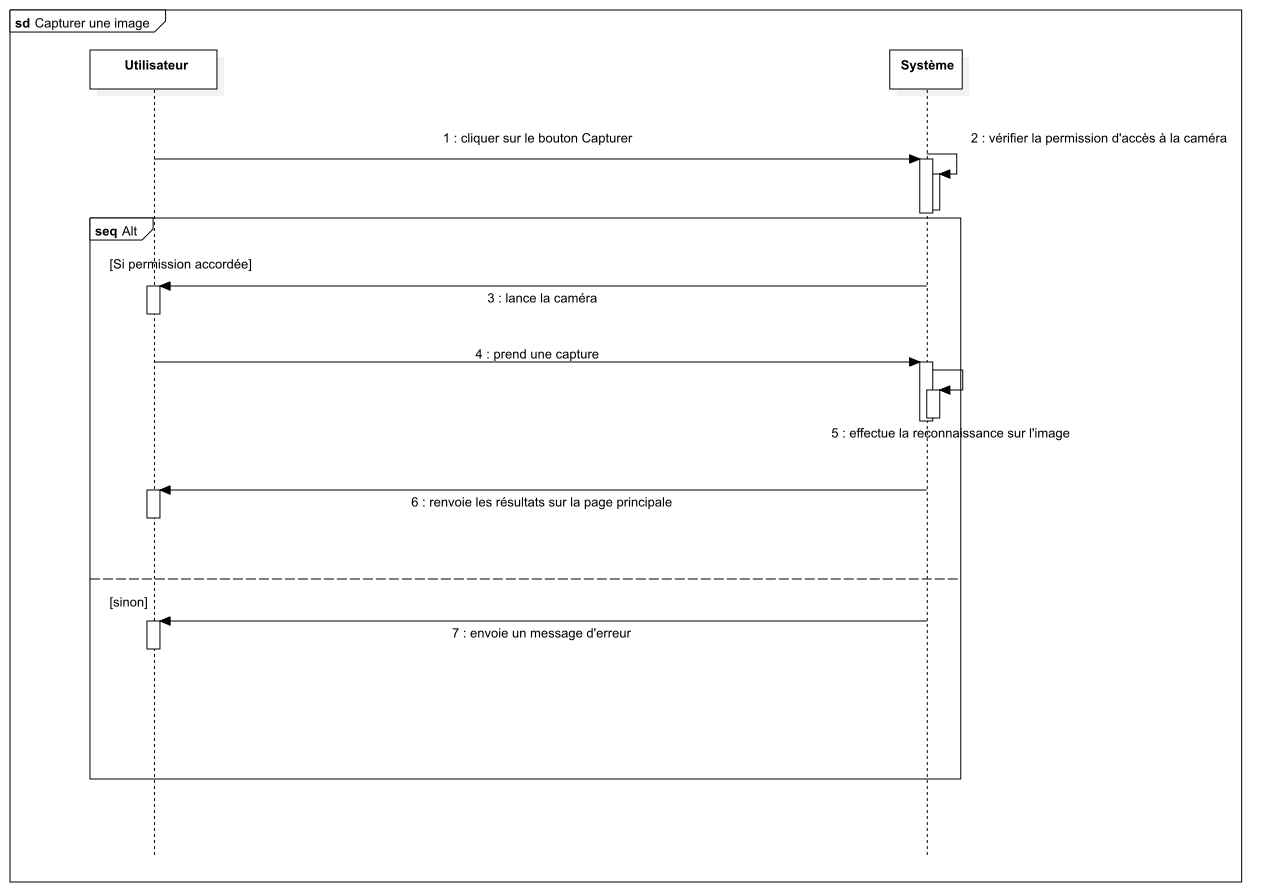 sd Capturer une image
Utilisateur
Système
1 : cliquer sur le bouton Capturer
2 : vérifier la permission d'accès à la caméra
seq Alt
[Si permission accordée]
3 : lance la caméra
4 : prend une capture
5 : effectue la reconnaissance sur l'image
6 : renvoie les résultats sur la page principale
[sinon]
7 : envoie un message d'erreur